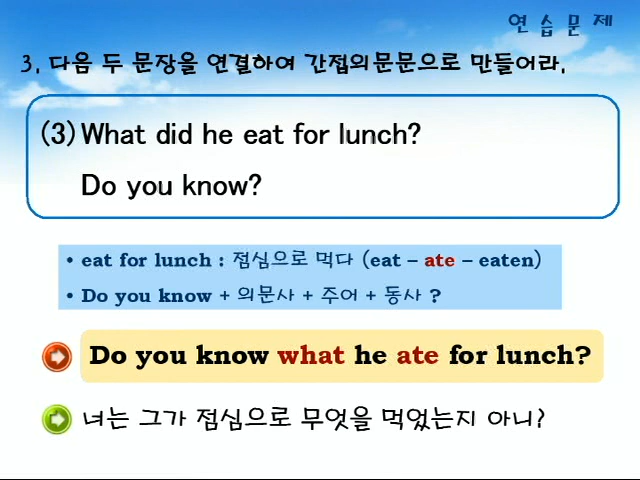 연 습 문 제
3. 다음 두 문장을 연결하여 간접의문문으로 만들어라.
(3) What did he eat for lunch?
Do you know?
• eat for lunch : 점심으로 먹다 (eat – ate – eaten)
• Do you know + 의문사 + 주어 + 동사 ?
Do you know what he ate for lunch?
너는 그가 점심으로 무엇을 먹었는지 아니?